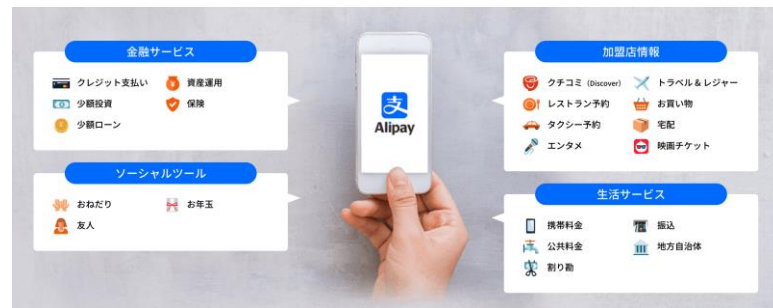 金融サービス
クレジット支払い
資産運用
少額投資
保険
少額ローン
ソーシャルツール
おねだり
お年玉
友人
支
Alipay
加盟店情報
クチコミ (Discover)
トラベル＆レジャー
レストラン予約
お買い物
タクシー予約
宅配
エンタメ
映画チケット
生活サービス
携帯料金
振込
公共料金
地方自治体
割り勘